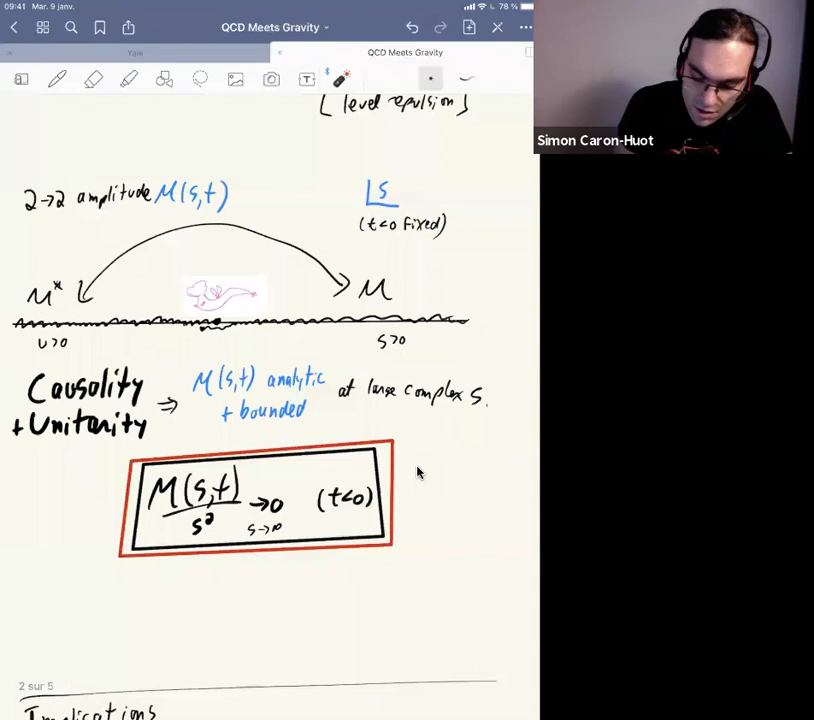 09:41 Mar. 9 janv.
78 %
QCD Meets Gravity
Yale
QCD Meets Gravity
T
Simon Caron-Huot
[level repulsion]
2→2 amplitude M(s,t)
s
(t<0 fixed)
M* M
u>0 s>0
Causality
+Unitarity ⇒ M(s,t) analytic + bounded at large complex s.
M(s,t)/s² →0 s→∞ (t<0)
2 sur 5
Implications